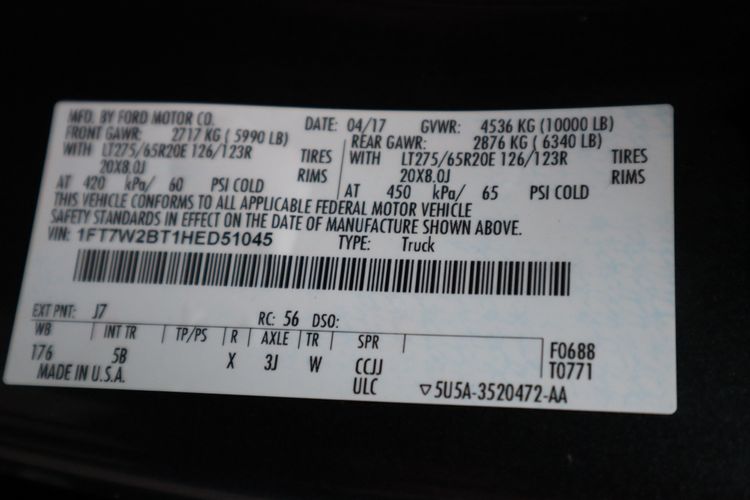 MFD. BY FORD MOTOR CO. DATE: 04/17 GVWR: 4536 KG (10000 LB)
FRONT GAWR: 2717 KG ( 5990 LB) REAR GAWR: 2876 KG ( 6340 LB)
WITH LT275/65R20E 126/123R TIRES WITH LT275/65R20E 126/123R TIRES
20X8.0J RIMS 20X8.0J RIMS
AT 420 kPa/ 60 PSI COLD AT 450 kPa/ 65 PSI COLD
THIS VEHICLE CONFORMS TO ALL APPLICABLE FEDERAL MOTOR VEHICLE
SAFETY STANDARDS IN EFFECT ON THE DATE OF MANUFACTURE SHOWN ABOVE.
VIN: 1FT7W2BT1HED51045 TYPE: Truck
EXT PNT: J7 RC: 56 DSO:
WB INT TR TP/PS R AXLE TR SPR
176 5B X 3J W CCJJ F0688
MADE IN U.S.A. ULC T0771
▽5U5A-3520472-AA